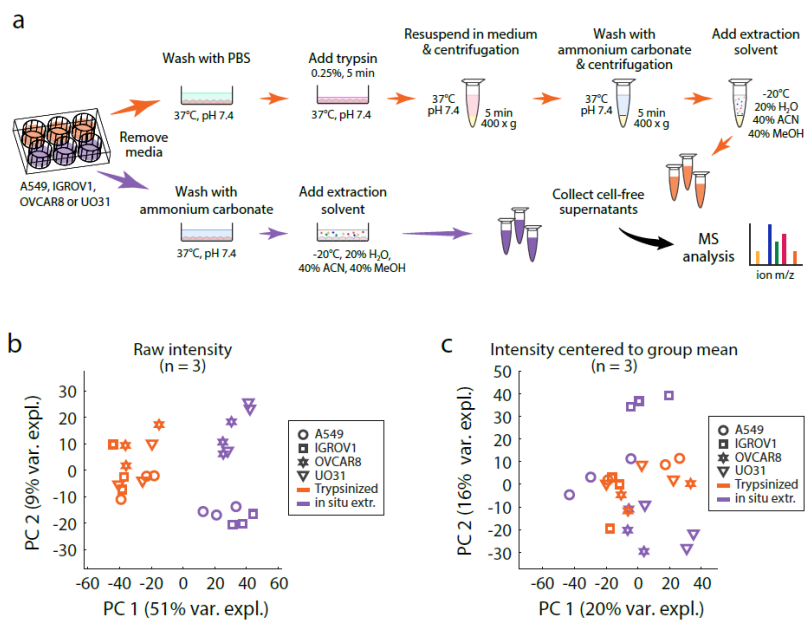 a
Wash with PBS
37°C, pH 7.4
Add trypsin
0.25%, 5 min
37°C, pH 7.4
Resuspend in medium
& centrifugation
37°C
pH 7.4
5 min
400 x g
Wash with
ammonium carbonate
& centrifugation
37°C
pH 7.4
5 min
400 x g
Add extraction
solvent
-20°C
20% H₂O
40% ACN
40% MeOH
Remove
media
A549, IGROV1,
OVCAR8 or UO31
Wash with
ammonium carbonate
37°C, pH 7.4
Add extraction
solvent
-20°C, 20% H₂O,
40% ACN, 40% MeOH
Collect cell-free
supernatants
MS
analysis
ion m/z
b
Raw intensity
(n = 3)
PC 2 (9% var. expl.)
30
20
10
0
-10
-20
-30
-60
-40
-20
0
20
40
60
PC 1 (51% var. expl.)
A549
IGROV1
OVCAR8
UO31
Trypsinized
in situ extr.
c
Intensity centered to group mean
(n = 3)
PC 2 (16% var. expl.)
50
40
30
20
10
0
-10
-20
-30
-60
-40
-20
0
20
40
PC 1 (20% var. expl.)
A549
IGROV1
OVCAR8
UO31
Trypsinized
in situ extr.